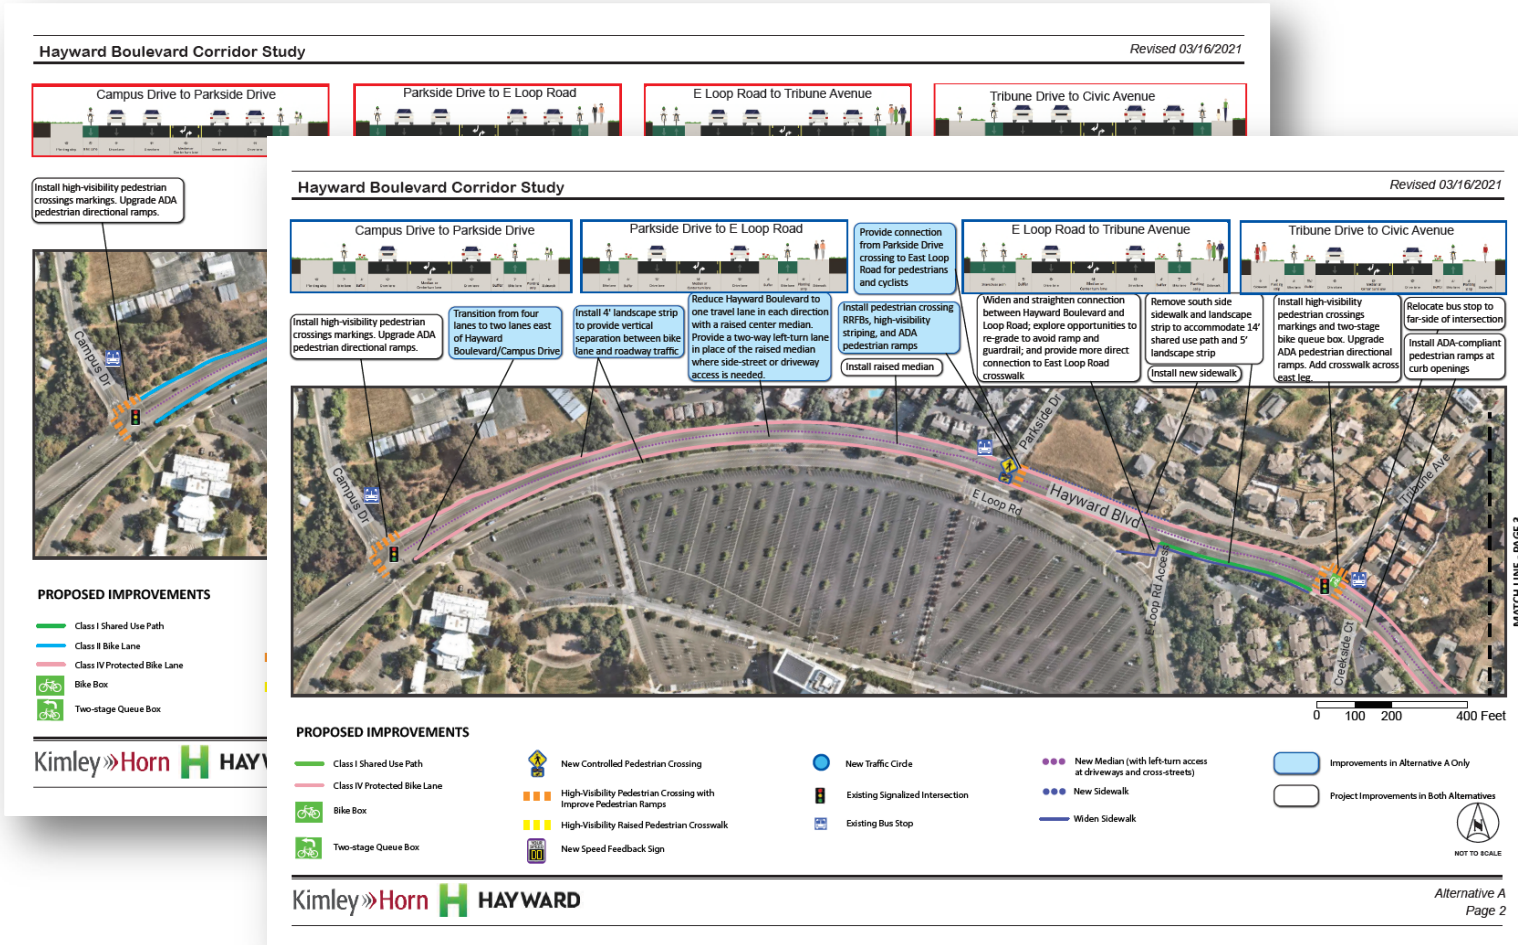 Hayward Boulevard Corridor Study
Revised 03/16/2021
Campus Drive to Parkside Drive
Parkside Drive to E Loop Road
E Loop Road to Tribune Avenue
Tribune Drive to Civic Avenue
Install high-visibility pedestrian
crossings markings. Upgrade ADA
pedestrian directional ramps.
Campus Dr
PROPOSED IMPROVEMENTS
Class I Shared Use Path
Class II Bike Lane
Class IV Protected Bike Lane
Bike Box
Two-stage Queue Box
Kimley»Horn
H HAYW
Hayward Boulevard Corridor Study
Revised 03/16/2021
Campus Drive to Parkside Drive
Parkside Drive to E Loop Road
Provide connection
from Parkside Drive
crossing to East Loop
Road for pedestrians
and cyclists
E Loop Road to Tribune Avenue
Tribune Drive to Civic Avenue
Install high-visibility pedestrian
crossings markings. Upgrade ADA
pedestrian directional ramps.
Transition from four
lanes to two lanes east
of Hayward
Boulevard/Campus Drive
Install 4' landscape strip
to provide vertical
separation between bike
lane and roadway traffic
Reduce Hayward Boulevard to
one travel lane in each direction
with a raised center median.
Provide a two-way left-turn lane
in place of the raised median
where side-street or driveway
access is needed.
Install pedestrian crossing
RRFBs, high-visibility
striping, and ADA
pedestrian ramps
Install raised median
Widen and straighten connection
between Hayward Boulevard and
Loop Road; explore opportunities to
re-grade to avoid ramp and
guardrail; and provide more direct
connection to East Loop Road
crosswalk
Remove south side
sidewalk and landscape
strip to accommodate 14'
shared use path and 5'
landscape strip
Install new sidewalk
Install high-visibility
pedestrian crossings
markings and two-stage
bike queue box. Upgrade
ADA pedestrian directional
ramps. Add crosswalk across
east leg.
Relocate bus stop to
far-side of intersection
Install ADA-compliant
pedestrian ramps at
curb openings
Campus Dr
Parkside Dr
E Loop Rd
Hayward Blvd
E Loop Rd Access
Creekside Ct
Tribune Ave
MATCH LINE - PAGE 3
0 100 200 400 Feet
PROPOSED IMPROVEMENTS
Class I Shared Use Path
Class IV Protected Bike Lane
Bike Box
Two-stage Queue Box
New Controlled Pedestrian Crossing
High-Visibility Pedestrian Crossing with
Improve Pedestrian Ramps
High-Visibility Raised Pedestrian Crosswalk
New Speed Feedback Sign
New Traffic Circle
Existing Signalized Intersection
Existing Bus Stop
New Median (with left-turn access
at driveways and cross-streets)
New Sidewalk
Widen Sidewalk
Improvements in Alternative A Only
Project Improvements in Both Alternatives
N
NOT TO SCALE
Kimley»Horn
H HAYWARD
Alternative A
Page 2